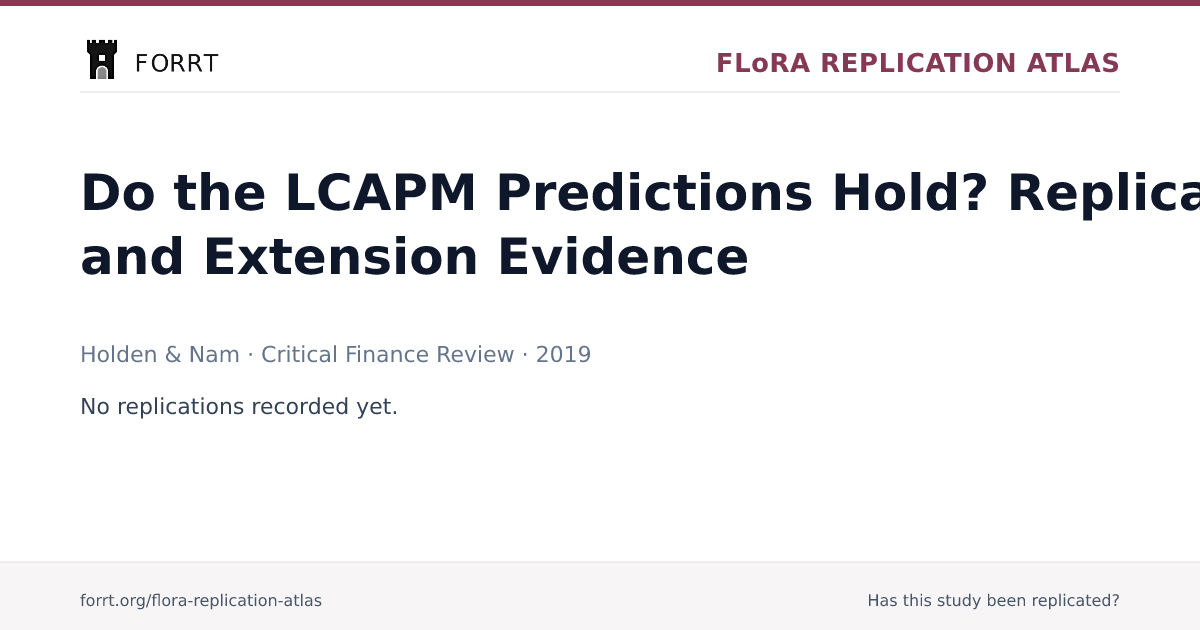 FORRT
FLoRA REPLICATION ATLAS
Do the LCAPM Predictions Hold? Replica
and Extension Evidence
Holden & Nam · Critical Finance Review · 2019
No replications recorded yet.
forrt.org/flora-replication-atlas
Has this study been replicated?